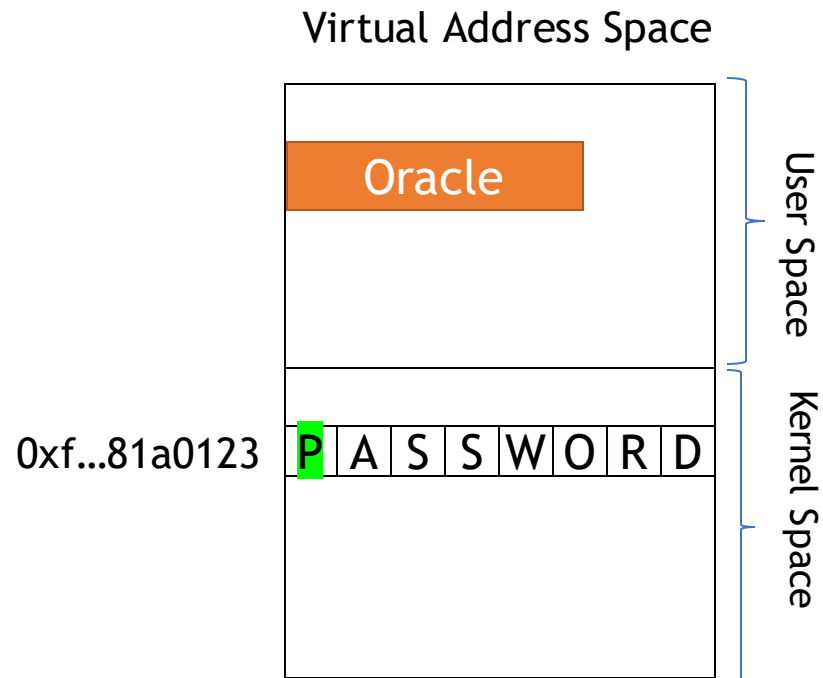 Virtual Address Space
Oracle
User Space
0xf…81a0123 P A S S W O R D
Kernel Space